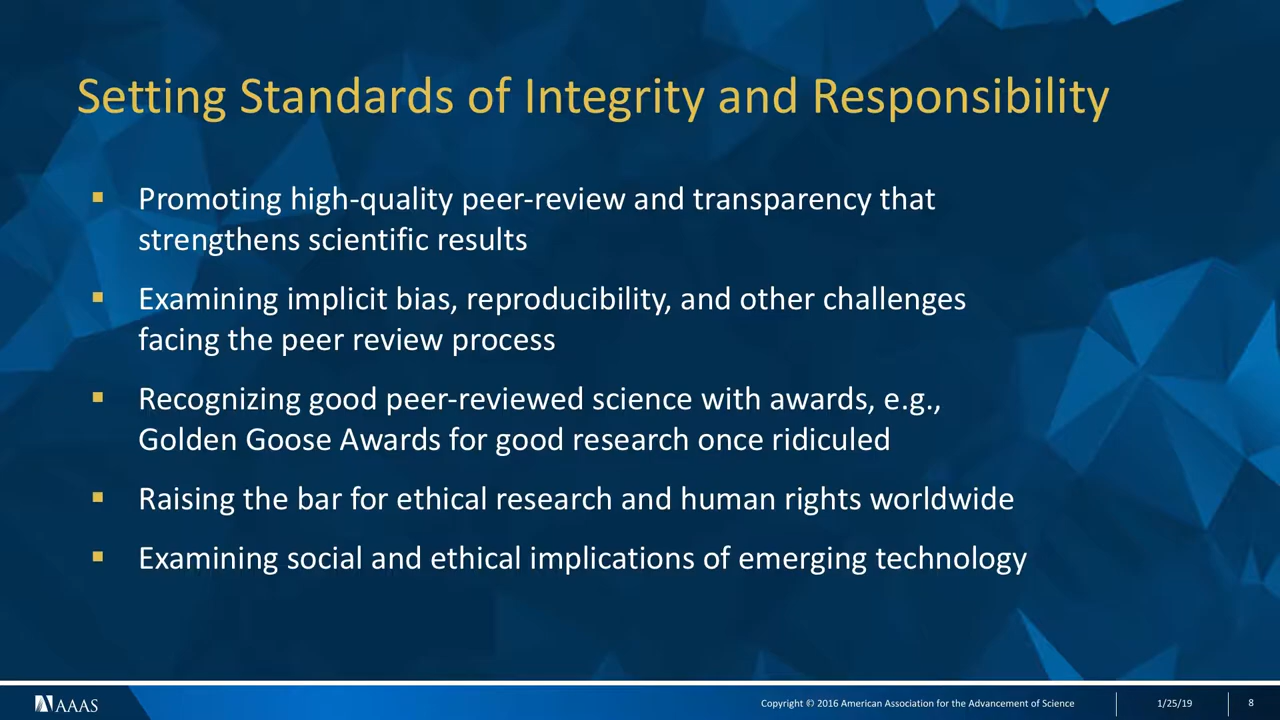 Setting Standards of Integrity and Responsibility
Promoting high-quality peer-review and transparency that
strengthens scientific results
Examining implicit bias, reproducibility, and other challenges
facing the peer review process
Recognizing good peer-reviewed science with awards, e.g.,
Golden Goose Awards for good research once ridiculed
Raising the bar for ethical research and human rights worldwide
Examining social and ethical implications of emerging technology
AAAS
Copyright © 2016 American Association for the Advancement of Science
1/25/19
8